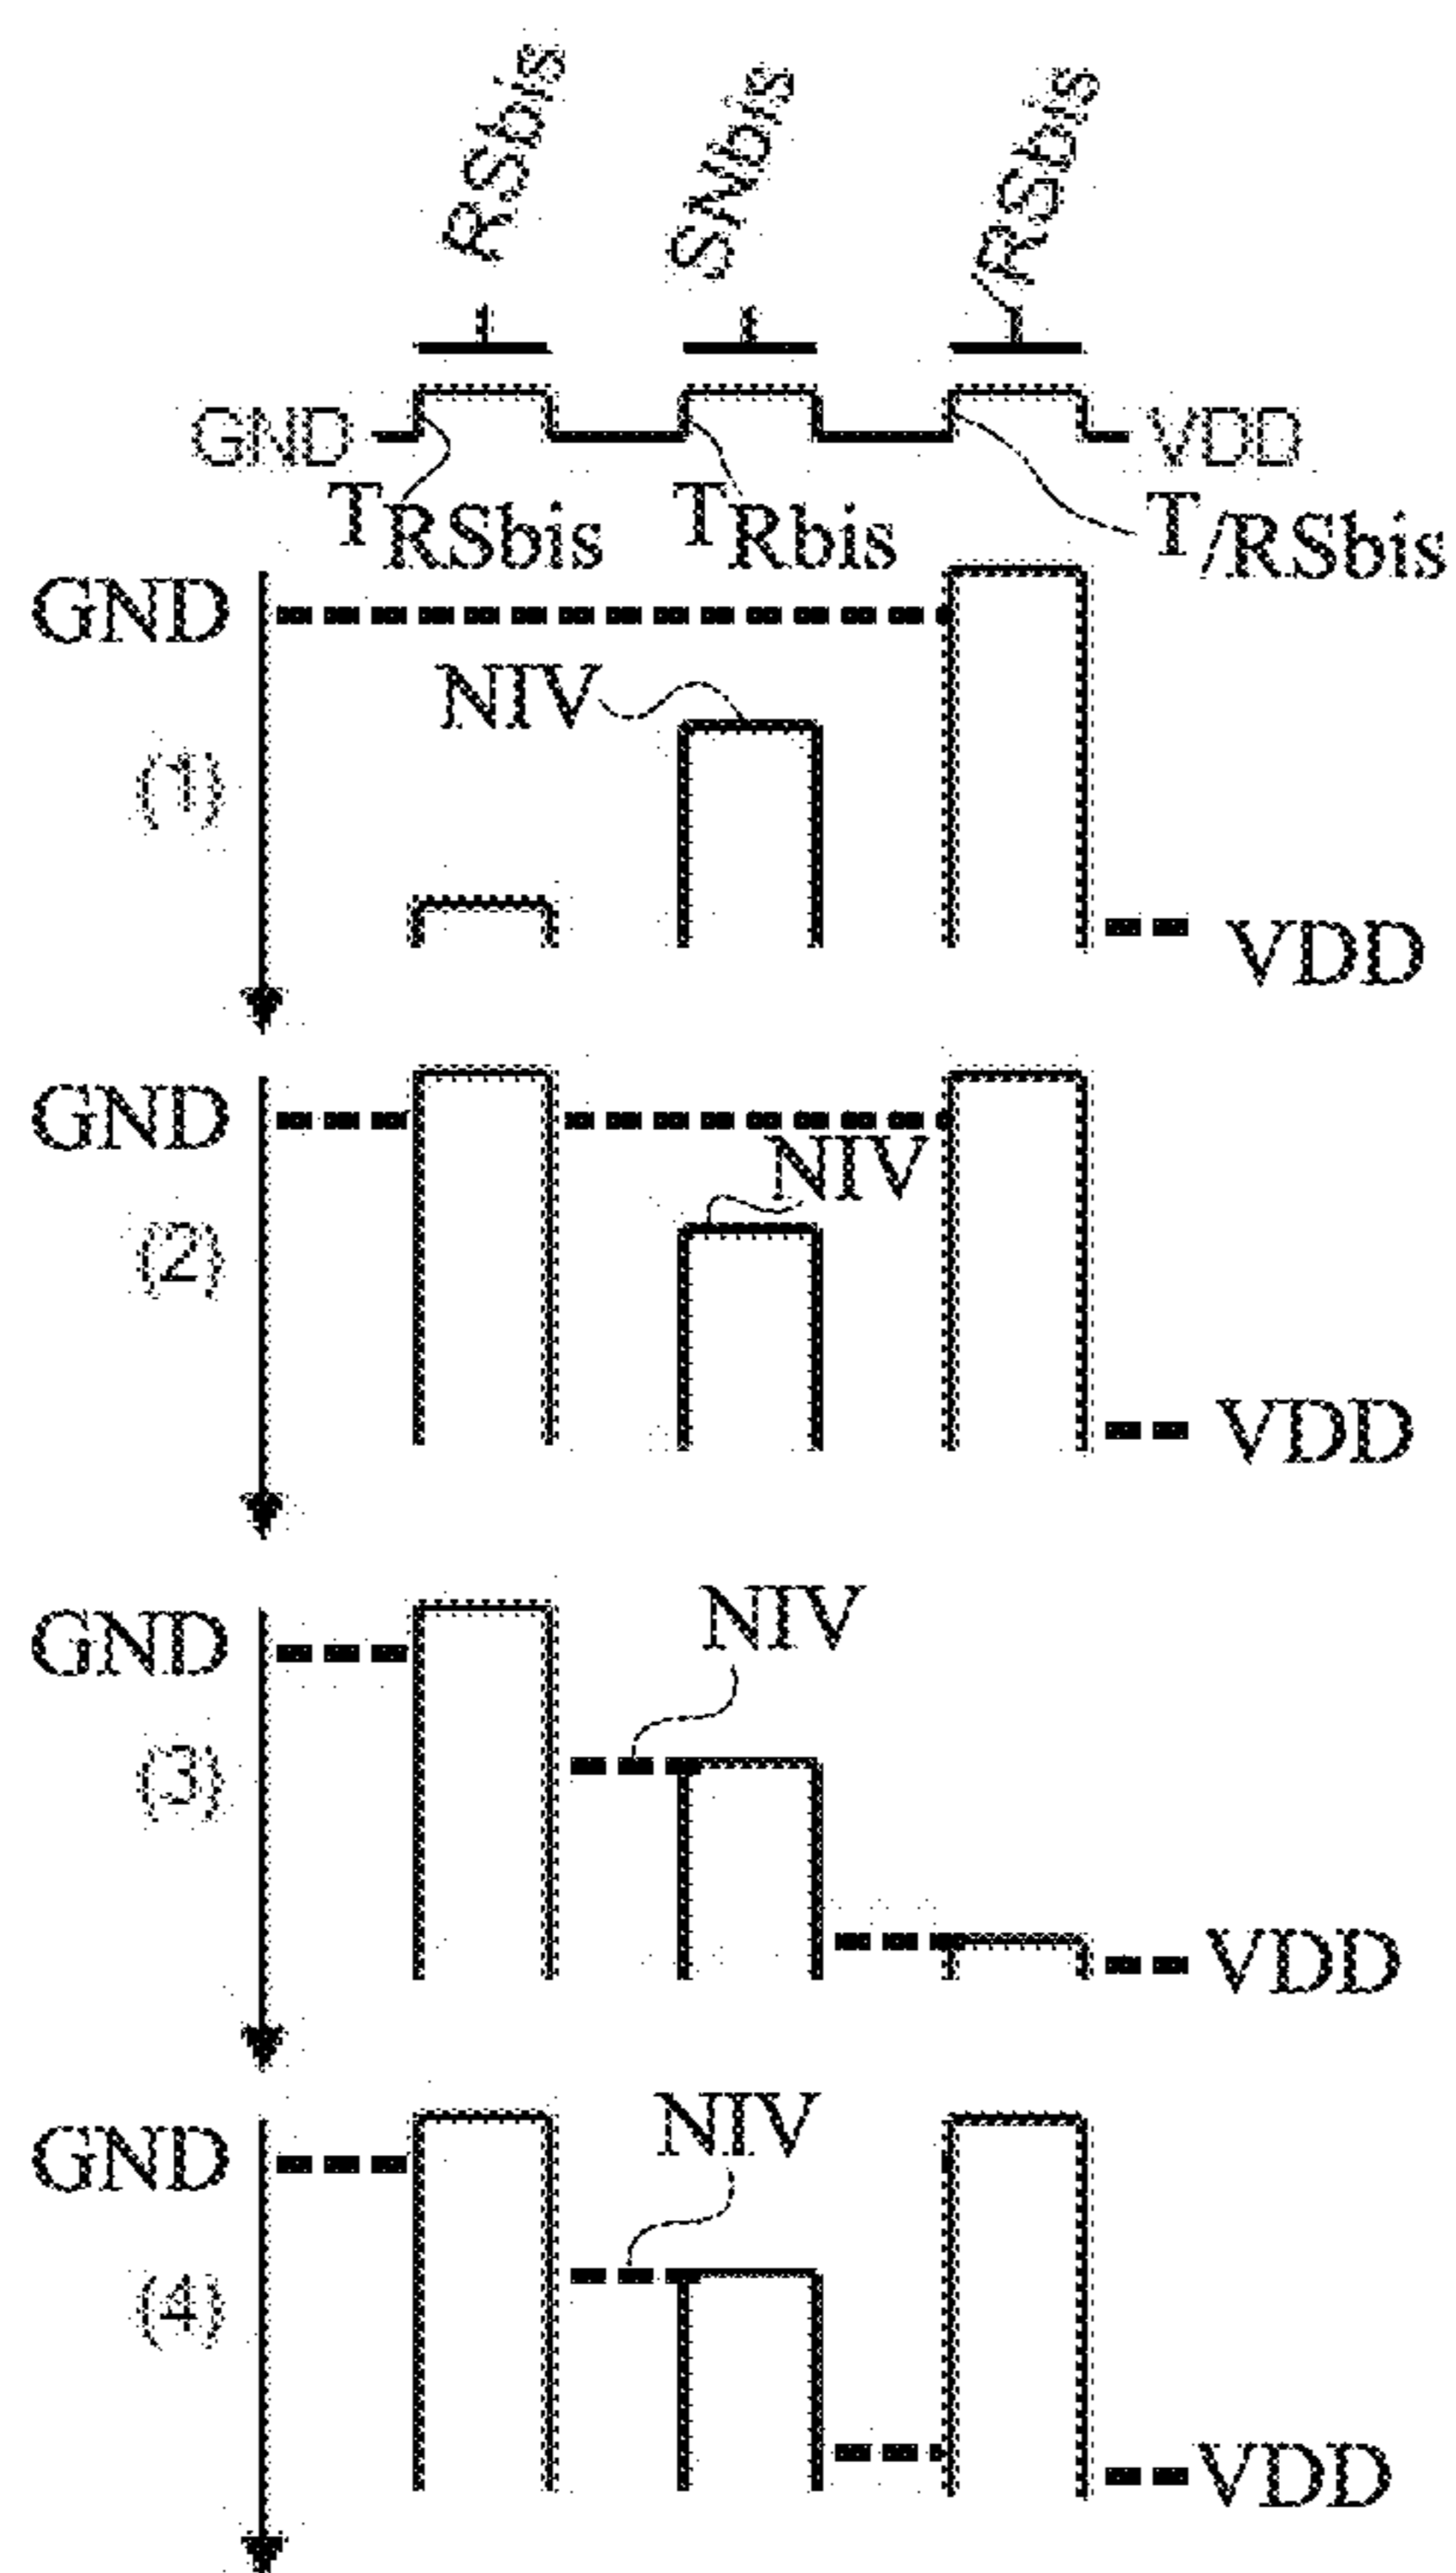 RSbis SNbis /RSbis
GND VDD
TRSbis TRbis T/RSbis
GND
NIV
(1)
VDD
GND
NIV
(2)
VDD
NIV
GND
(3)
VDD
NIV
GND
(4)
VDD